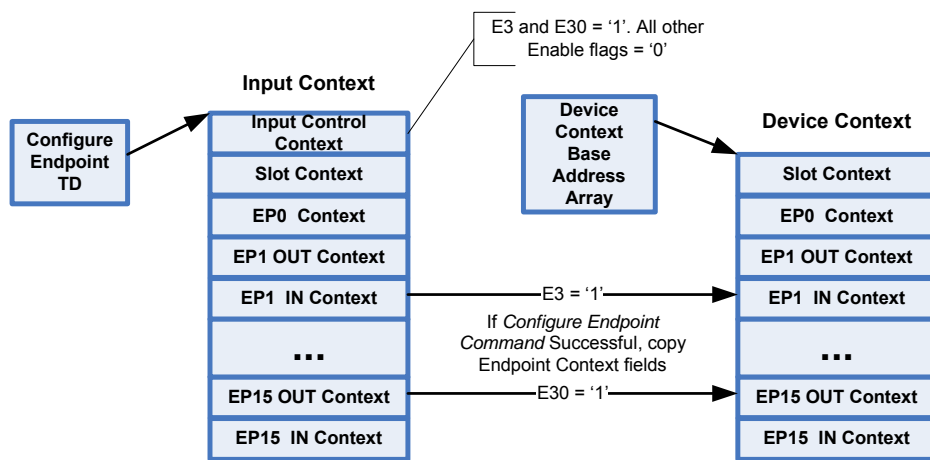 E3 and E30 = ‘1’. All other
Enable flags = ‘0’
Input Context
Configure
Endpoint
TD
Input Control
Context
Slot Context
EP0 Context
EP1 OUT Context
EP1 IN Context
...
EP15 OUT Context
EP15 IN Context
E3 = ‘1’
If Configure Endpoint
Command Successful, copy
Endpoint Context fields
E30 = ‘1’
Device
Context
Base
Address
Array
Device Context
Slot Context
EP0 Context
EP1 OUT Context
EP1 IN Context
...
EP15 OUT Context
EP15 IN Context